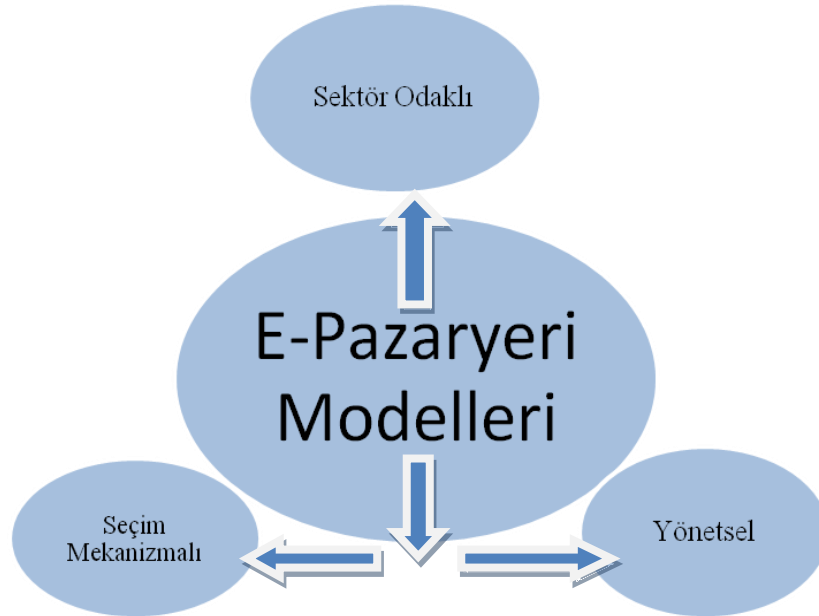 Sektör Odaklı
E-Pazaryeri
Modelleri
Seçim
Mekanizmalı
Yönetsel